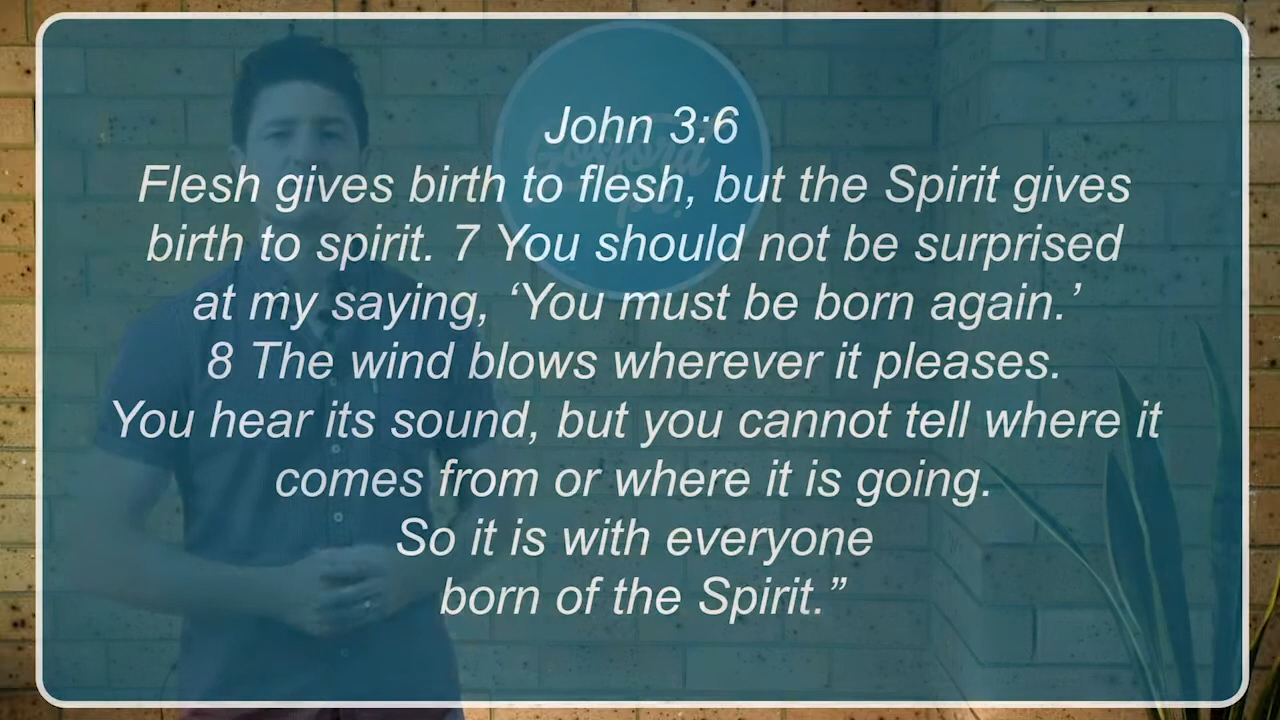 John 3:6
Flesh gives birth to flesh, but the Spirit gives
birth to spirit. 7 You should not be surprised
at my saying, ‘You must be born again.’
8 The wind blows wherever it pleases.
You hear its sound, but you cannot tell where it
comes from or where it is going.
So it is with everyone
born of the Spirit.”